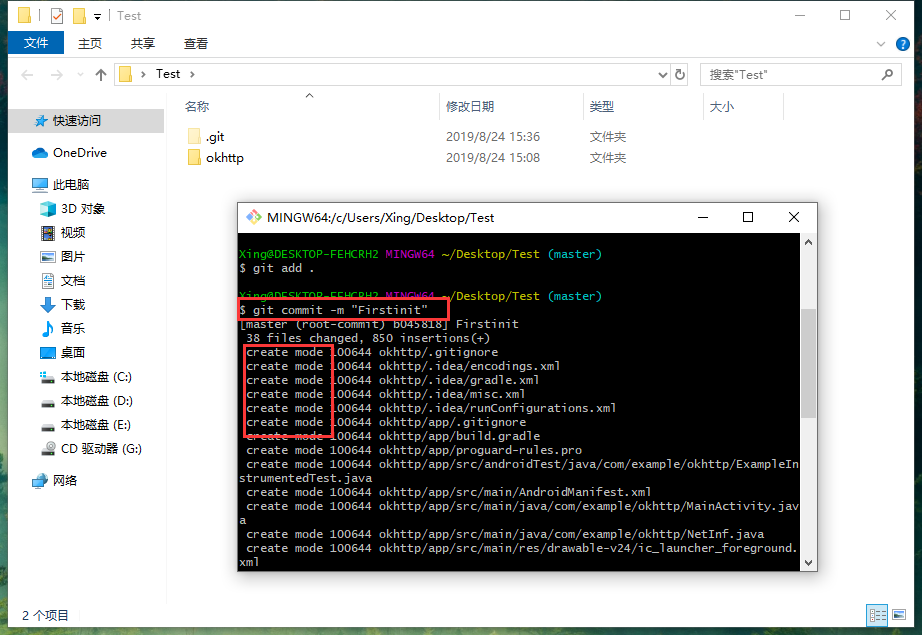 Test
文件 主页 共享 查看
Test
搜索"Test"
名称 修改日期 类型 大小
.git 2019/8/24 15:36 文件夹
okhttp 2019/8/24 15:08 文件夹
快速访问
OneDrive
此电脑
3D 对象
视频
图片
文档
下载
音乐
桌面
本地磁盘 (C:)
本地磁盘 (D:)
本地磁盘 (E:)
CD 驱动器 (G:)
网络
MINGW64:/c/Users/Xing/Desktop/Test
Xing@DESKTOP-FEHCRH2 MINGW64 ~/Desktop/Test (master)
$ git add .
Xing@DESKTOP-FEHCRH2 MINGW64 ~/Desktop/Test (master)
$ git commit -m "Firstinit"
[master (root-commit) b045818] Firstinit
38 files changed, 850 insertions(+)
create mode 100644 okhttp/.gitignore
create mode 100644 okhttp/.idea/encodings.xml
create mode 100644 okhttp/.idea/gradle.xml
create mode 100644 okhttp/.idea/misc.xml
create mode 100644 okhttp/.idea/runConfigurations.xml
create mode 100644 okhttp/app/.gitignore
create mode 100644 okhttp/app/build.gradle
create mode 100644 okhttp/app/proguard-rules.pro
create mode 100644 okhttp/app/src/androidTest/java/com/example/okhttp/ExampleIn
strumentedTest.java
create mode 100644 okhttp/app/src/main/AndroidManifest.xml
create mode 100644 okhttp/app/src/main/java/com/example/okhttp/MainActivity.jav
a
create mode 100644 okhttp/app/src/main/java/com/example/okhttp/NetInf.java
create mode 100644 okhttp/app/src/main/res/drawable-v24/ic_launcher_foreground.
xml
2 个项目